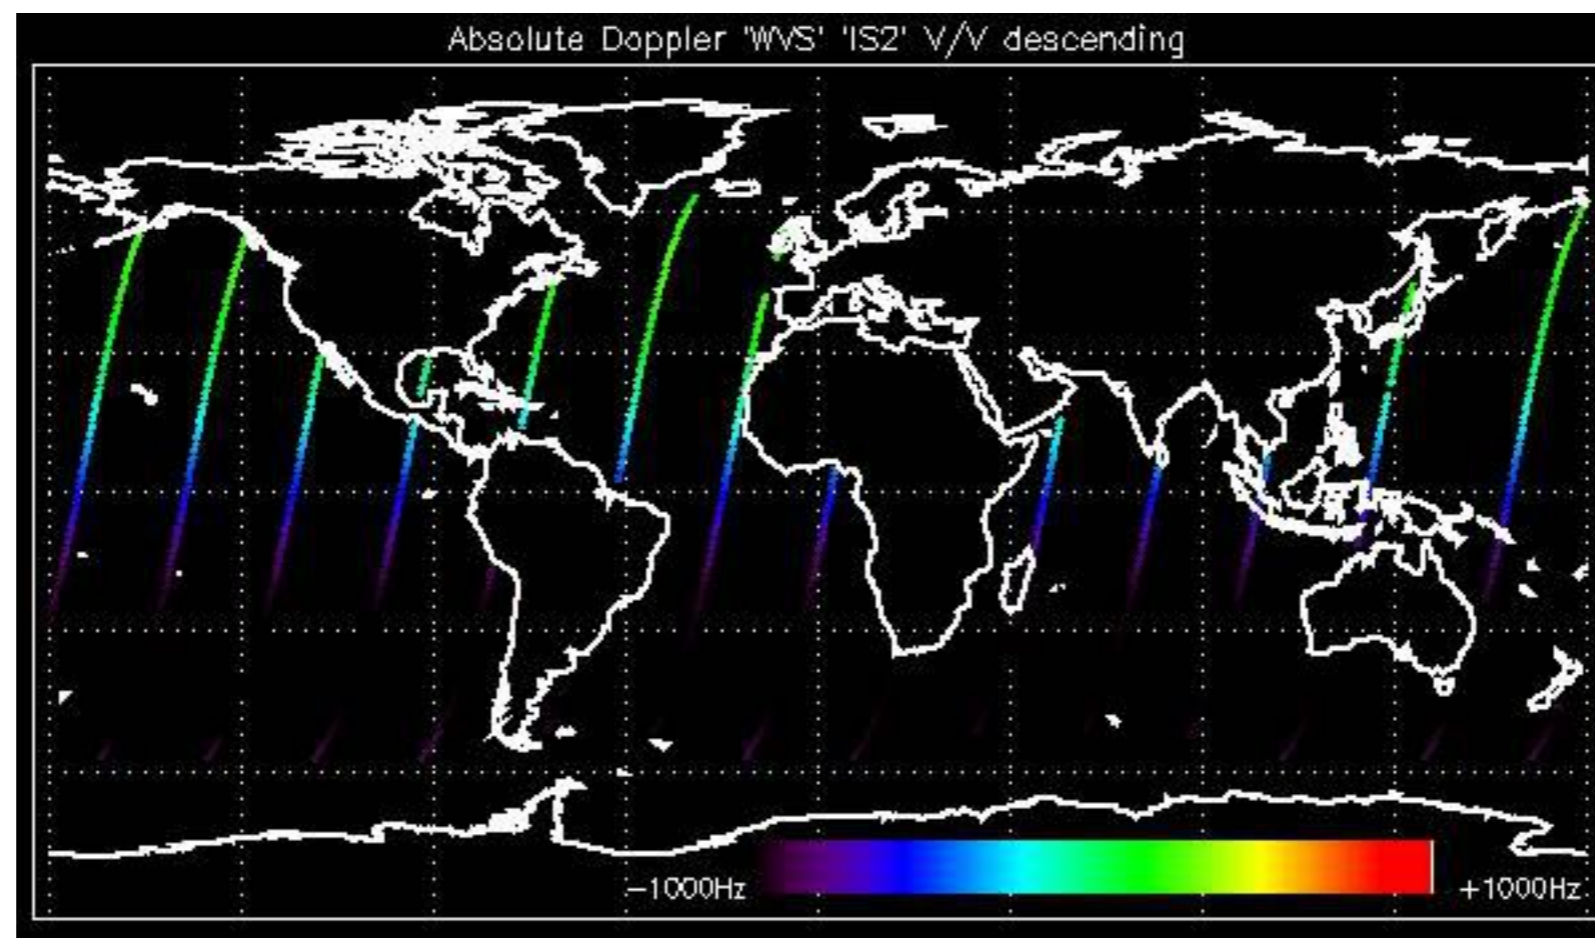 Absolute Doppler 'WVS' 'IS2' V/V descending
−1000Hz +1000Hz